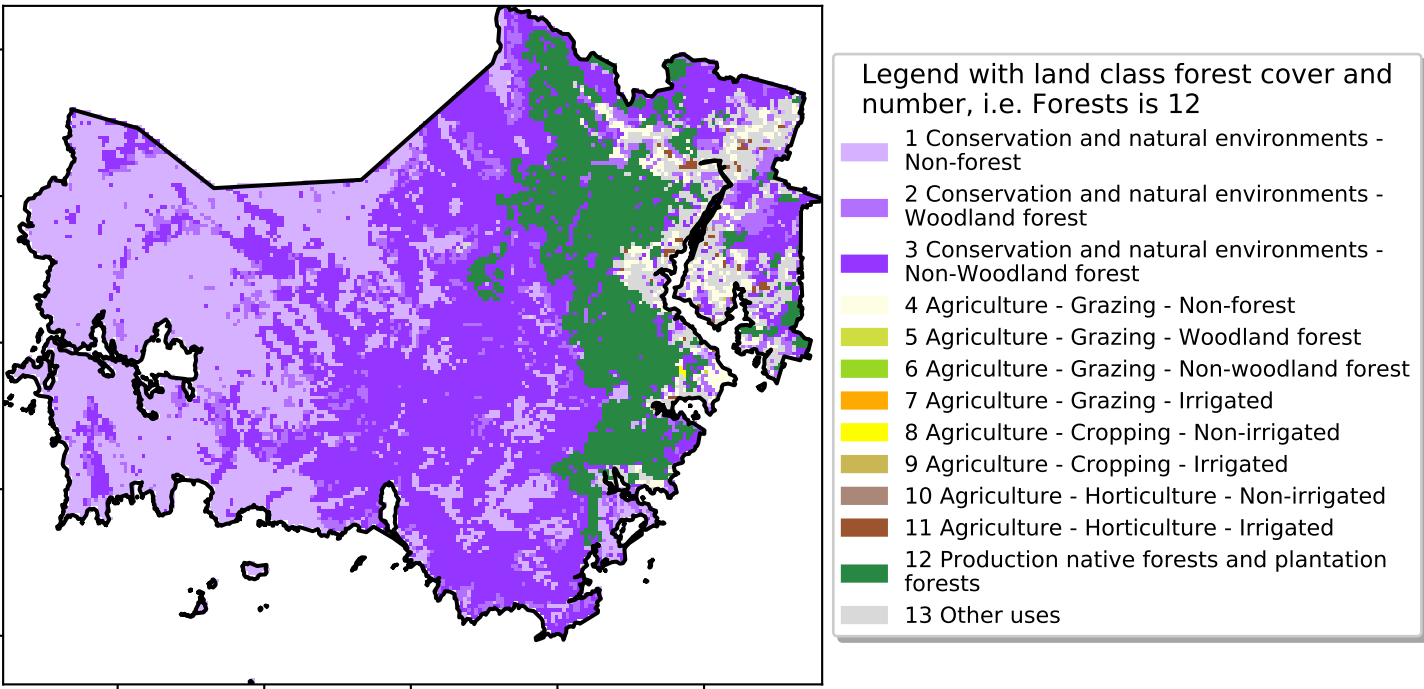 Legend with land class forest cover and
number, i.e. Forests is 12
1 Conservation and natural environments -
Non-forest
2 Conservation and natural environments -
Woodland forest
3 Conservation and natural environments -
Non-Woodland forest
4 Agriculture - Grazing - Non-forest
5 Agriculture - Grazing - Woodland forest
6 Agriculture - Grazing - Non-woodland forest
7 Agriculture - Grazing - Irrigated
8 Agriculture - Cropping - Non-irrigated
9 Agriculture - Cropping - Irrigated
10 Agriculture - Horticulture - Non-irrigated
11 Agriculture - Horticulture - Irrigated
12 Production native forests and plantation
forests
13 Other uses